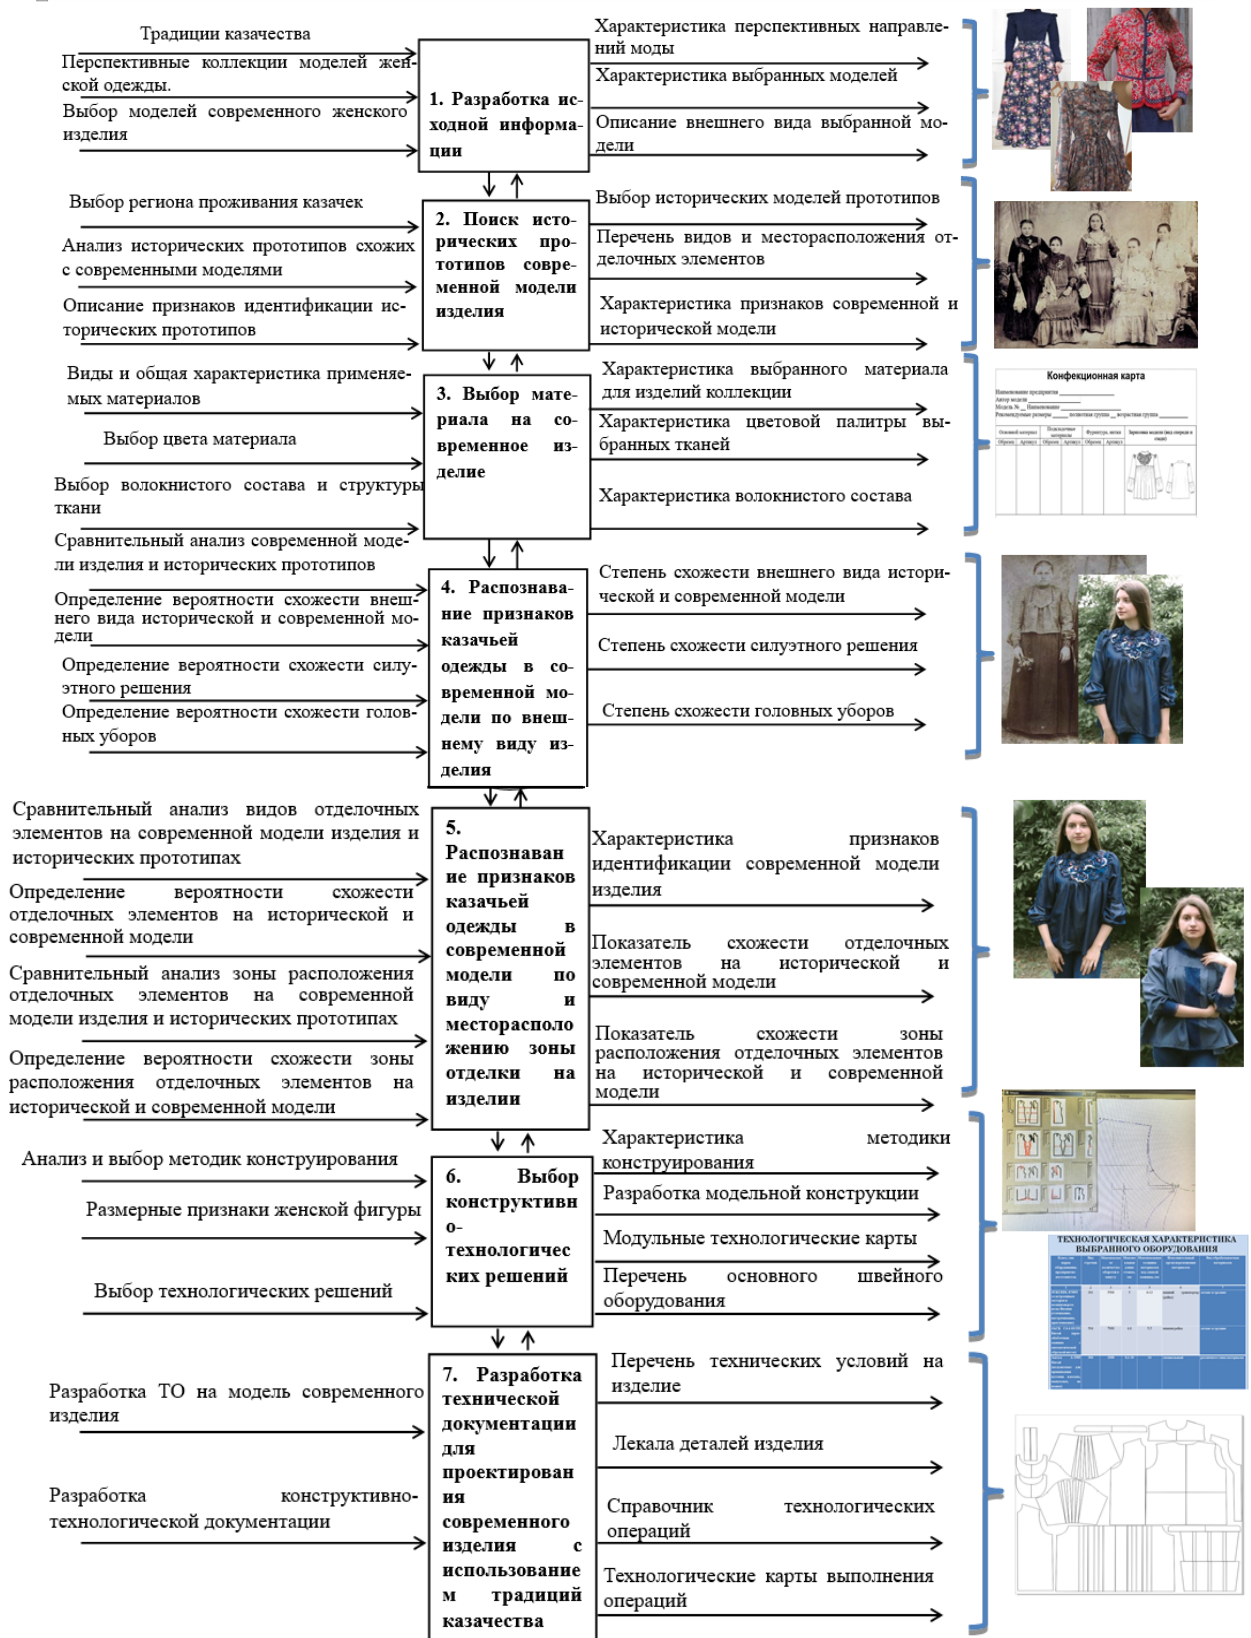 Традиции казачества
Перспективные коллекции моделей жен-
ской одежды.
Выбор моделей современного женского
изделия
1. Разработка ис-
ходной информа-
ции
Характеристика перспективных направле-
ний моды
Характеристика выбранных моделей
Описание внешнего вида выбранной мо-
дели
Выбор региона проживания казачек
Анализ исторических прототипов схожих
с современными моделями
Описание признаков идентификации ис-
торических прототипов
2. Поиск исто-
рических про-
тотипов совре-
менной модели
изделия
Выбор исторических моделей прототипов
Перечень видов и месторасположения от-
делочных элементов
Характеристика признаков современной и
исторической модели
Виды и общая характеристика применяе-
мых материалов
Выбор цвета материала
Выбор волокнистого состава и структуры
ткани
3. Выбор мате-
риала на со-
временное из-
делие
Характеристика выбранного материала
для изделий коллекции
Характеристика цветовой палитры вы-
бранных тканей
Характеристика волокнистого состава
Конфекционная карта
Наименование предприятия
Автор модели
Модель № __ Наименование
Рекомендуемые размеры ____ полнотная группа __ возрастная группа
Сравнительный анализ современной моде-
ли изделия и исторических прототипов
Определение вероятности схожести внеш-
него вида исторической и современной мо-
дели
Определение вероятности схожести силу-
этного решения
Определение вероятности схожести голов-
ных уборов
4. Распознава-
ние признаков
казачьей
одежды в со-
временной мо-
дели по внеш-
нему виду из-
делия
Степень схожести внешнего вида истори-
ческой и современной модели
Степень схожести силуэтного решения
Степень схожести головных уборов
Сравнительный анализ видов отделочных
элементов на современной модели изделия и
исторических прототипах
Определение вероятности схожести
отделочных элементов на исторической и
современной модели
Сравнительный анализ зоны расположения
отделочных элементов на современной
модели изделия и исторических прототипах
Определение вероятности схожести зоны
расположения отделочных элементов на
исторической и современной модели
5.
Распознаван
ие признаков
казачьей
одежды в
современной
модели по
виду и
месторасполо
жению зоны
отделки на
изделии
Характеристика признаков
идентификации современной модели
изделия
Показатель схожести отделочных
элементов на исторической и
современной модели
Показатель схожести зоны
расположения отделочных элементов
на исторической и современной
модели
Анализ и выбор методик конструирования
Размерные признаки женской фигуры
Выбор технологических решений
6. Выбор
конструктивн
о-
технологичес
ких решений
Характеристика методики
конструирования
Разработка модельной конструкции
Модульные технологические карты
Перечень основного швейного
оборудования
ТЕХНОЛОГИЧЕСКАЯ ХАРАКТЕРИСТИКА
ВЫБРАННОГО ОБОРУДОВАНИЯ
Разработка ТО на модель современного
изделия
Разработка конструктивно-
технологической документации
7. Разработка
технической
документации
для
проектирован
ия
современного
изделия с
использование
м традиций
казачества
Перечень технических условий на
изделие
Лекала деталей изделия
Справочник технологических
операций
Технологические карты выполнения
операций